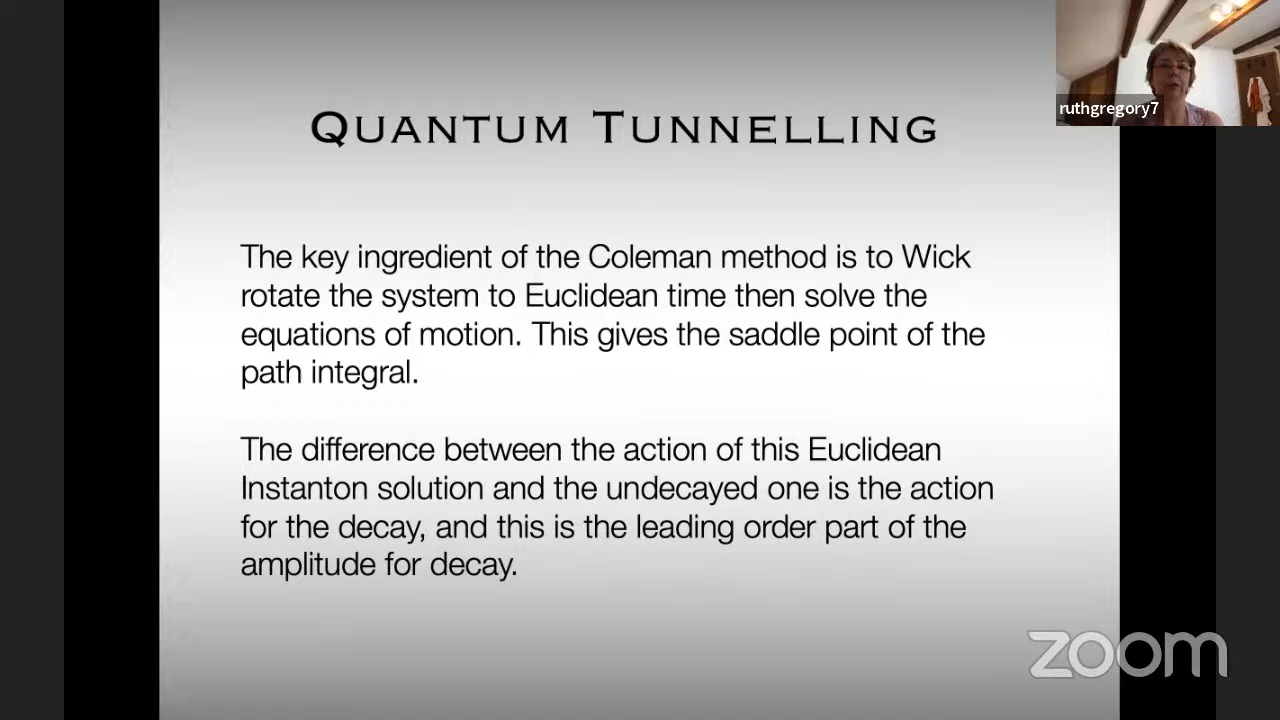 QUANTUM TUNNELLING
ruthgregory7
The key ingredient of the Coleman method is to Wick
rotate the system to Euclidean time then solve the
equations of motion. This gives the saddle point of the
path integral.
The difference between the action of this Euclidean
Instanton solution and the undecayed one is the action
for the decay, and this is the leading order part of the
amplitude for decay.
zoom